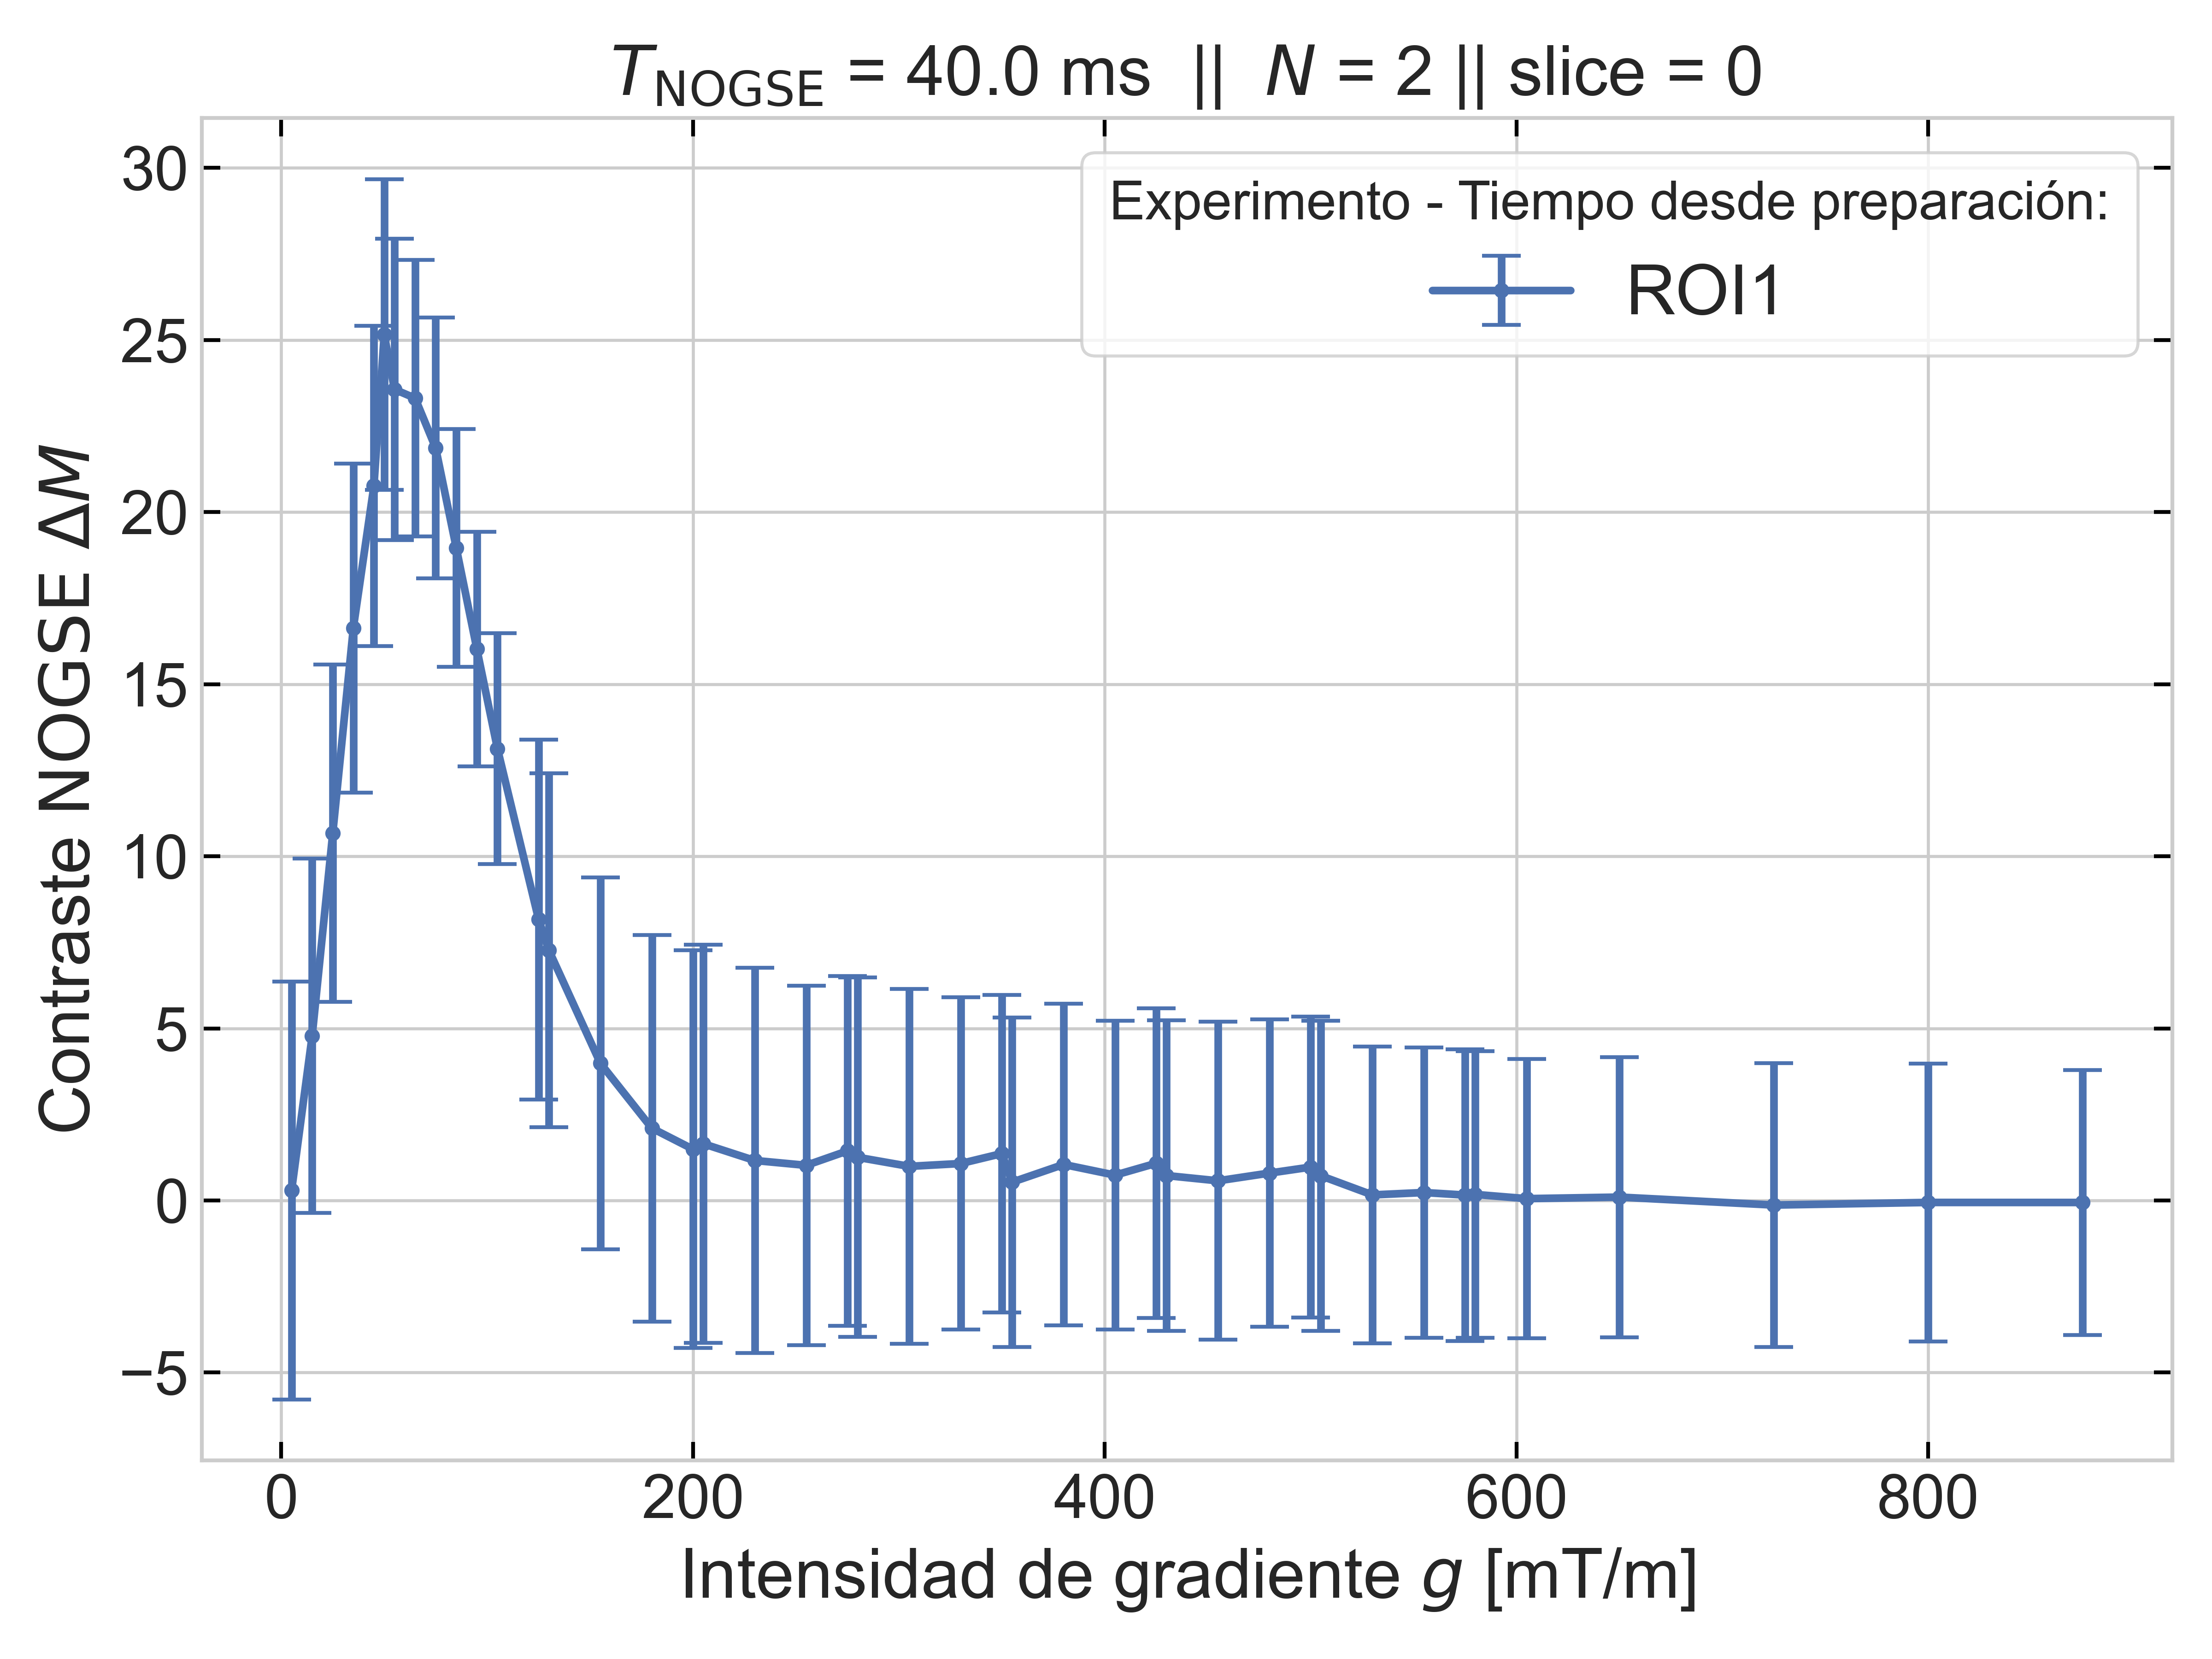 T_NOGSE = 40.0 ms || N = 2 || slice = 0
Experimento - Tiempo desde preparación:
ROI1
Contraste NOGSE ΔM
30
25
20
15
10
5
0
−5
0 200 400 600 800
Intensidad de gradiente g [mT/m]